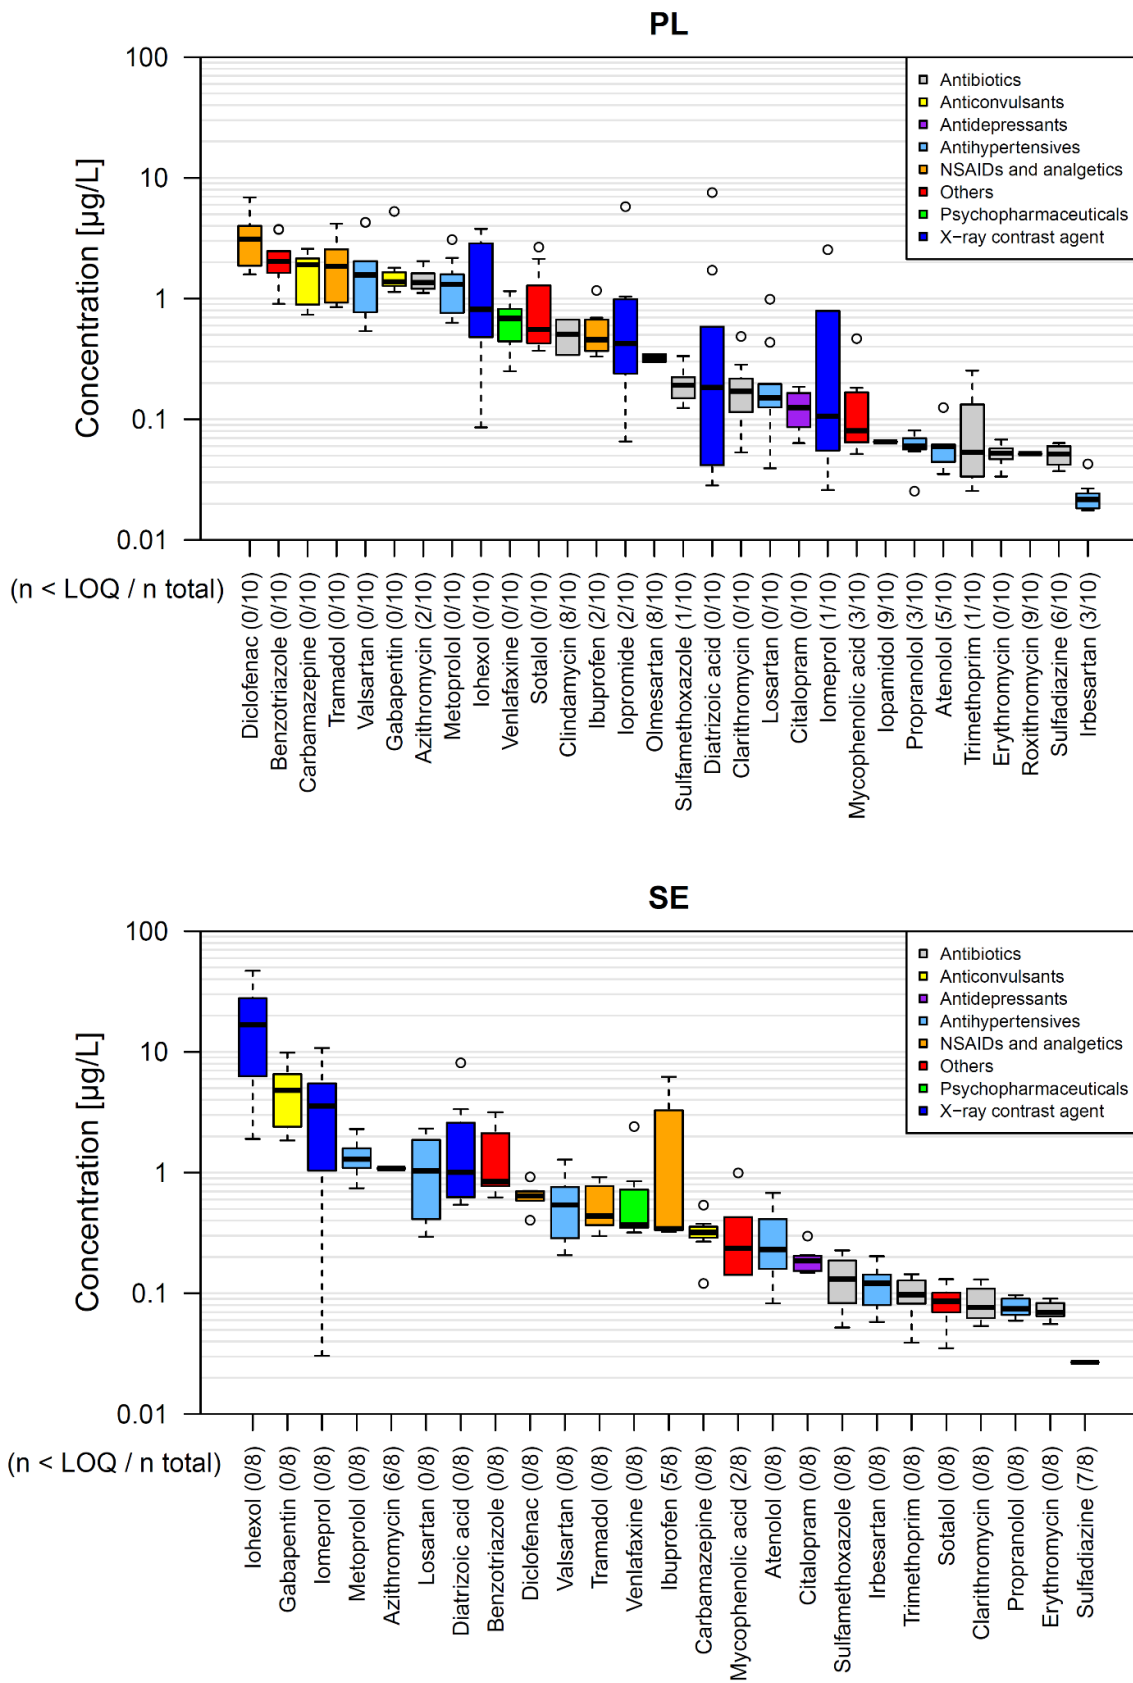 PL
100
10
1
0.1
0.01
Concentration [µg/L]
Antibiotics
Anticonvulsants
Antidepressants
Antihypertensives
NSAIDs and analgetics
Others
Psychopharmaceuticals
X−ray contrast agent
(n < LOQ / n total)
Diclofenac (0/10)
Benzotriazole (0/10)
Carbamazepine (0/10)
Tramadol (0/10)
Valsartan (0/10)
Gabapentin (0/10)
Azithromycin (2/10)
Metoprolol (0/10)
Iohexol (0/10)
Venlafaxine (0/10)
Sotalol (0/10)
Clindamycin (8/10)
Ibuprofen (2/10)
Iopromide (2/10)
Olmesartan (8/10)
Sulfamethoxazole (1/10)
Diatrizoic acid (0/10)
Clarithromycin (0/10)
Losartan (0/10)
Citalopram (0/10)
Iomeprol (1/10)
Mycophenolic acid (3/10)
Iopamidol (9/10)
Propranolol (3/10)
Atenolol (5/10)
Trimethoprim (1/10)
Erythromycin (0/10)
Roxithromycin (9/10)
Sulfadiazine (6/10)
Irbesartan (3/10)
SE
100
10
1
0.1
0.01
Concentration [µg/L]
Antibiotics
Anticonvulsants
Antidepressants
Antihypertensives
NSAIDs and analgetics
Others
Psychopharmaceuticals
X−ray contrast agent
(n < LOQ / n total)
Iohexol (0/8)
Gabapentin (0/8)
Iomeprol (0/8)
Metoprolol (0/8)
Azithromycin (6/8)
Losartan (0/8)
Diatrizoic acid (0/8)
Benzotriazole (0/8)
Diclofenac (0/8)
Valsartan (0/8)
Tramadol (0/8)
Venlafaxine (0/8)
Ibuprofen (5/8)
Carbamazepine (0/8)
Mycophenolic acid (2/8)
Atenolol (0/8)
Citalopram (0/8)
Sulfamethoxazole (0/8)
Irbesartan (0/8)
Trimethoprim (0/8)
Sotalol (0/8)
Clarithromycin (0/8)
Propranolol (0/8)
Erythromycin (0/8)
Sulfadiazine (7/8)